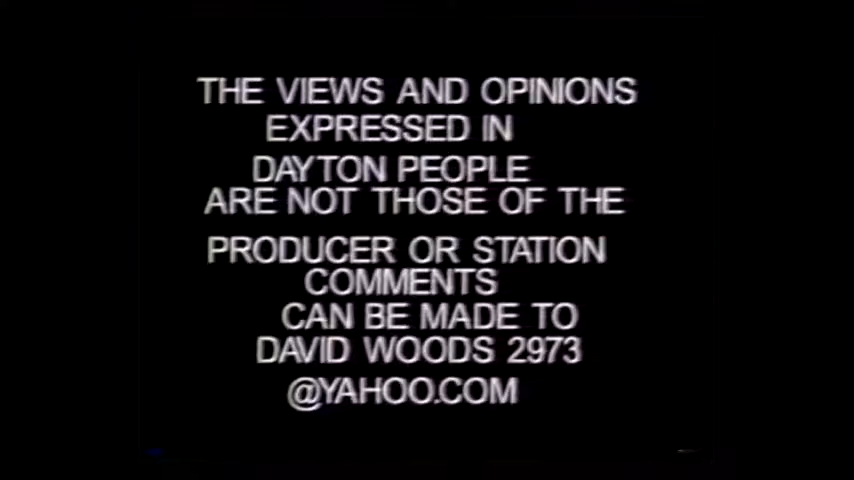 THE VIEWS AND OPINIONS
EXPRESSED IN
DAYTON PEOPLE
ARE NOT THOSE OF THE
PRODUCER OR STATION
COMMENTS
CAN BE MADE TO
DAVID WOODS 2973
@YAHOO.COM